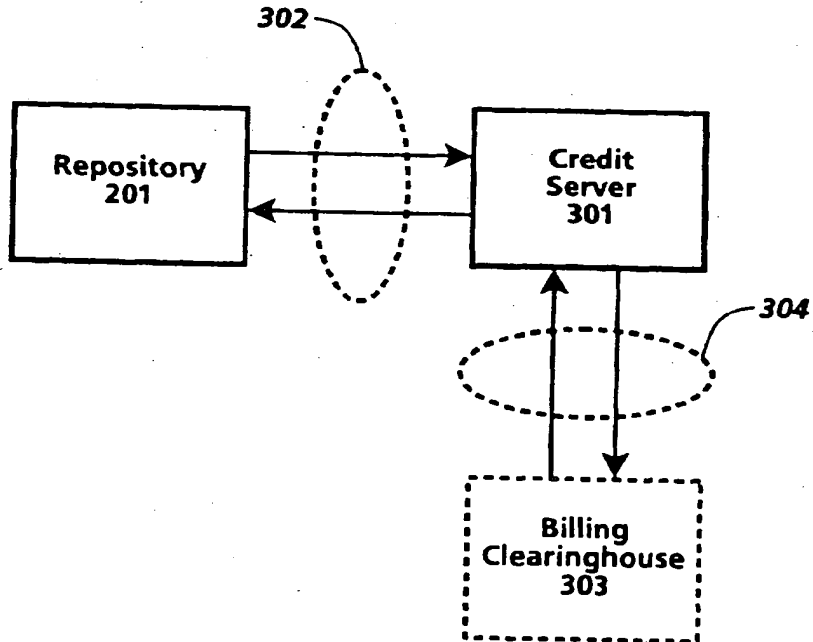 302
Repository
201
Credit
Server
301
304
Billing
Clearinghouse
303